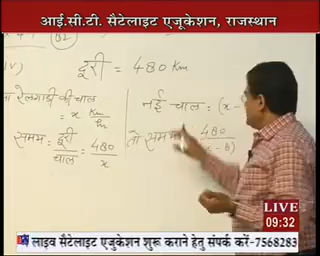 आई.सी.टी. सैटेलाइट एजूकेशन, राजस्थान
(iv) दूरी = 480 Km
रेलगाड़ी की चाल
= x Km/hr
नई चाल = (x -
समय = दूरी/चाल = 480/x
तो समय 480/(x - 8)
LIVE
09:32
लाइव सैटेलाइट एजूकेशन शुरू कराने हेतु संपर्क करें-7568283